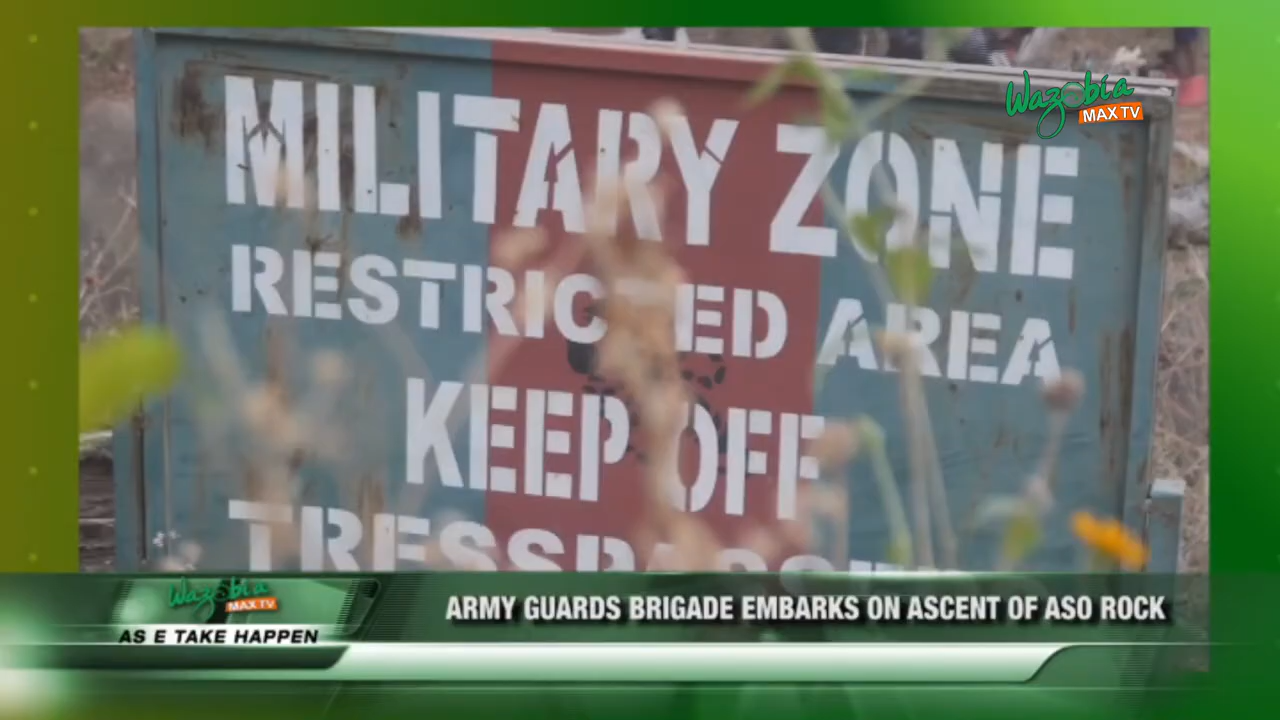 MILITARY ZONE
RESTRICTED AREA
KEEP OFF
Wazobia
MAX TV
Wazobia
MAX TV
AS E TAKE HAPPEN
ARMY GUARDS BRIGADE EMBARKS ON ASCENT OF ASO ROCK